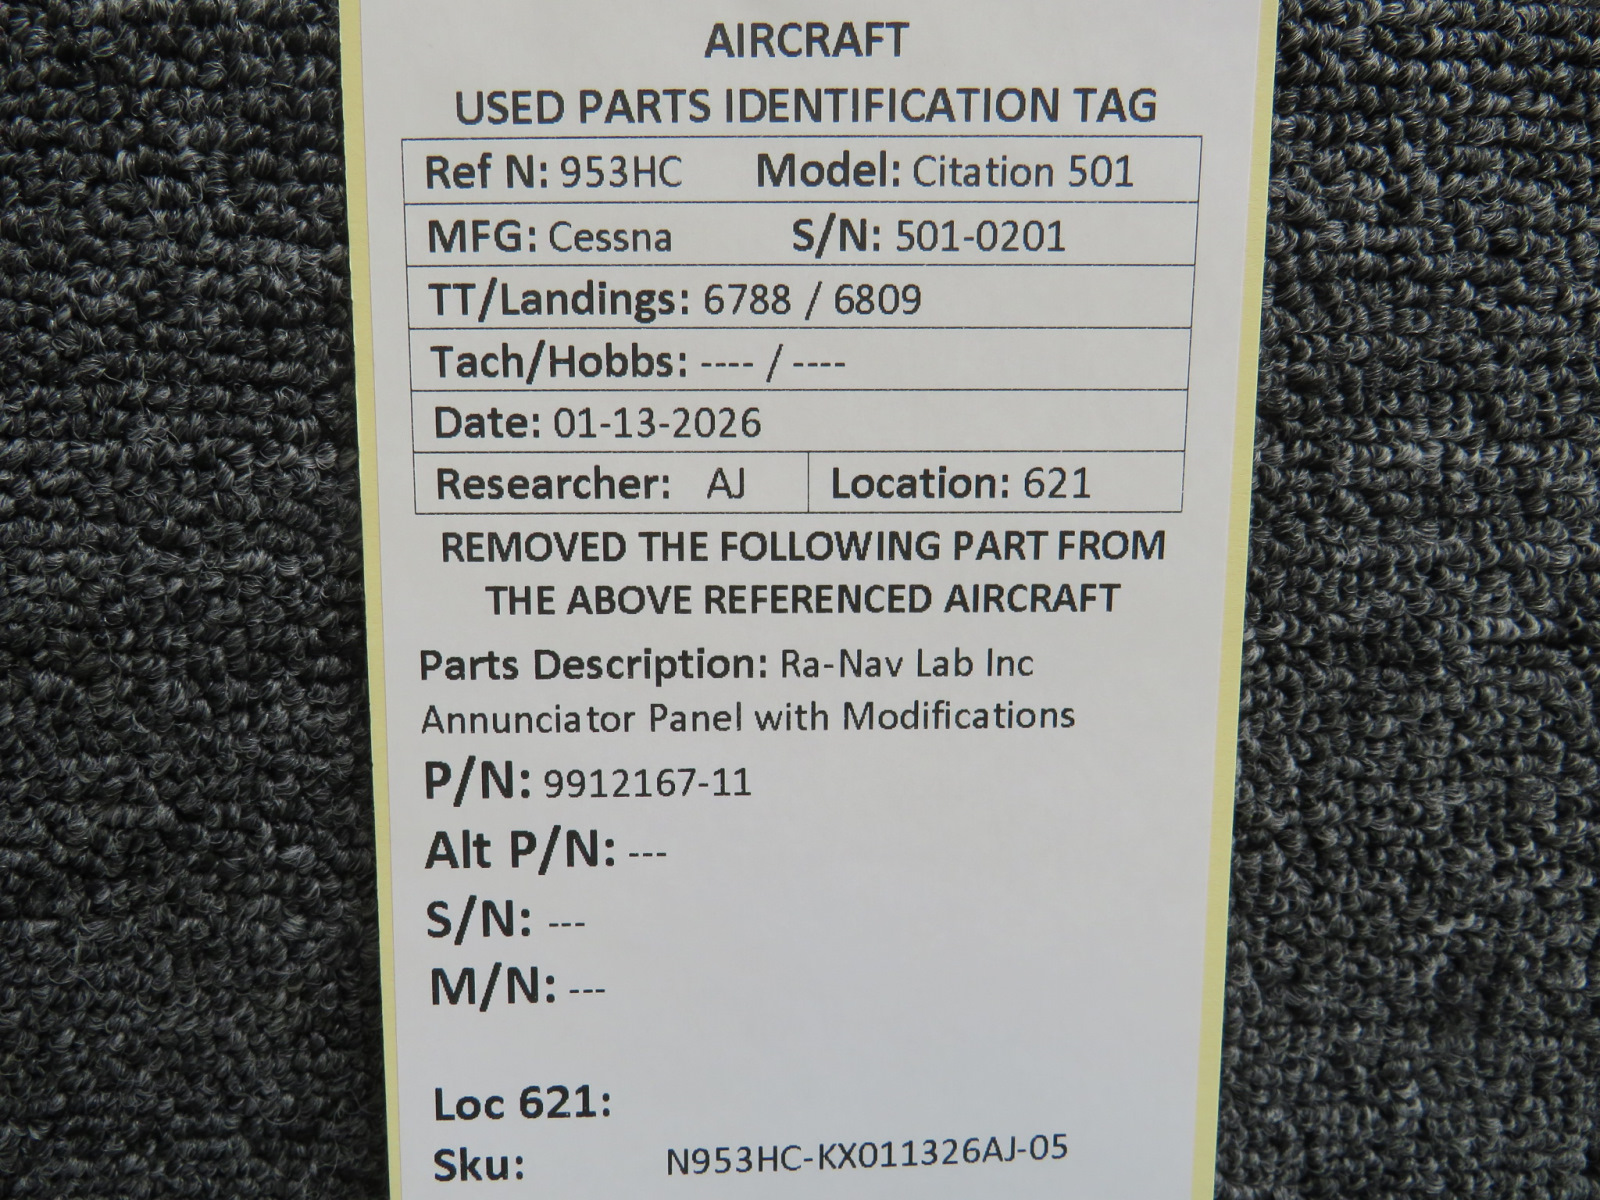 AIRCRAFT
USED PARTS IDENTIFICATION TAG
Ref N: 953HC Model: Citation 501
MFG: Cessna S/N: 501-0201
TT/Landings: 6788 / 6809
Tach/Hobbs: ---- / ----
Date: 01-13-2026
Researcher: AJ Location: 621
REMOVED THE FOLLOWING PART FROM
THE ABOVE REFERENCED AIRCRAFT
Parts Description: Ra-Nav Lab Inc
Annunciator Panel with Modifications
P/N: 9912167-11
Alt P/N: ---
S/N: ---
M/N: ---
Loc 621:
Sku: N953HC-KX011326AJ-05